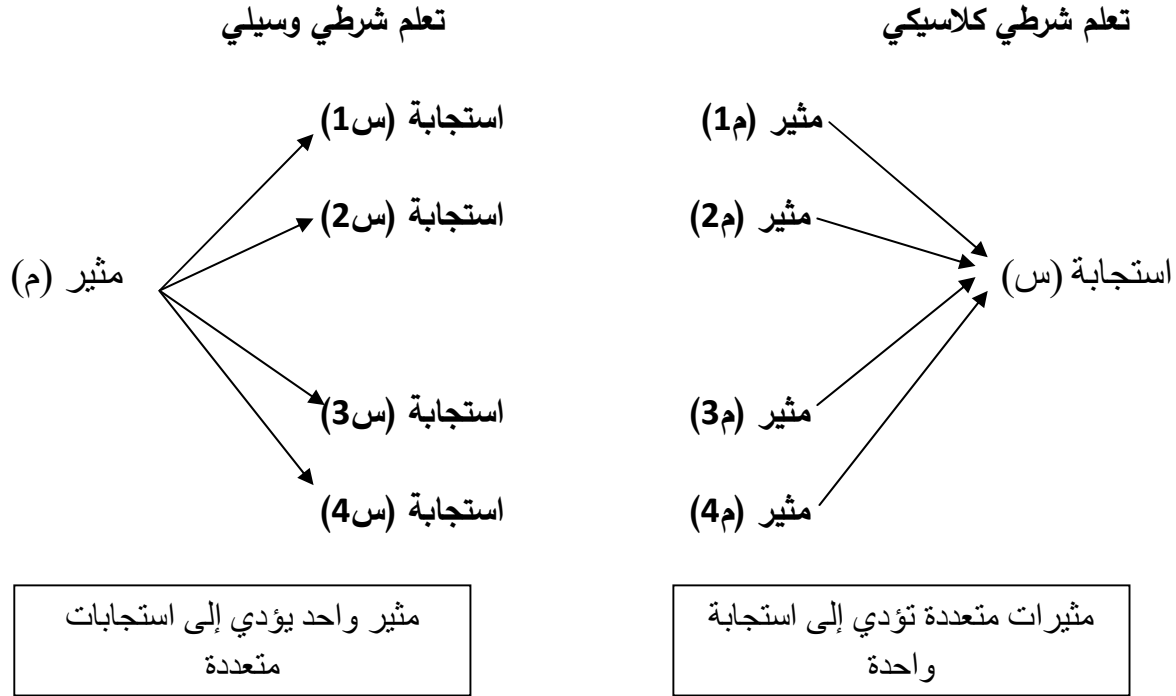 تعلم شرطي كلاسيكي
مثير (م1)
مثير (م2)
استجابة (س)
مثير (م3)
مثير (م4)
مثيرات متعددة تؤدي إلى استجابة
واحدة
تعلم شرطي وسيلي
استجابة (س1)
استجابة (س2)
مثير (م)
استجابة (س3)
استجابة (س4)
مثير واحد يؤدي إلى استجابات
متعددة